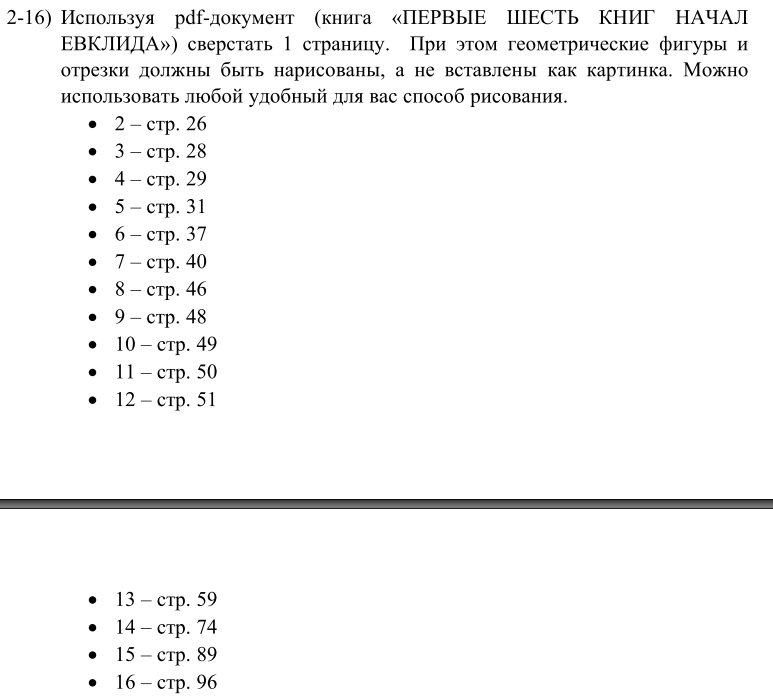 2-16) Используя pdf-документ (книга «ПЕРВЫЕ ШЕСТЬ КНИГ НАЧАЛ
ЕВКЛИДА») сверстать 1 страницу. При этом геометрические фигуры и
отрезки должны быть нарисованы, а не вставлены как картинка. Можно
использовать любой удобный для вас способ рисования.
• 2 – стр. 26
• 3 – стр. 28
• 4 – стр. 29
• 5 – стр. 31
• 6 – стр. 37
• 7 – стр. 40
• 8 – стр. 46
• 9 – стр. 48
• 10 – стр. 49
• 11 – стр. 50
• 12 – стр. 51
• 13 – стр. 59
• 14 – стр. 74
• 15 – стр. 89
• 16 – стр. 96